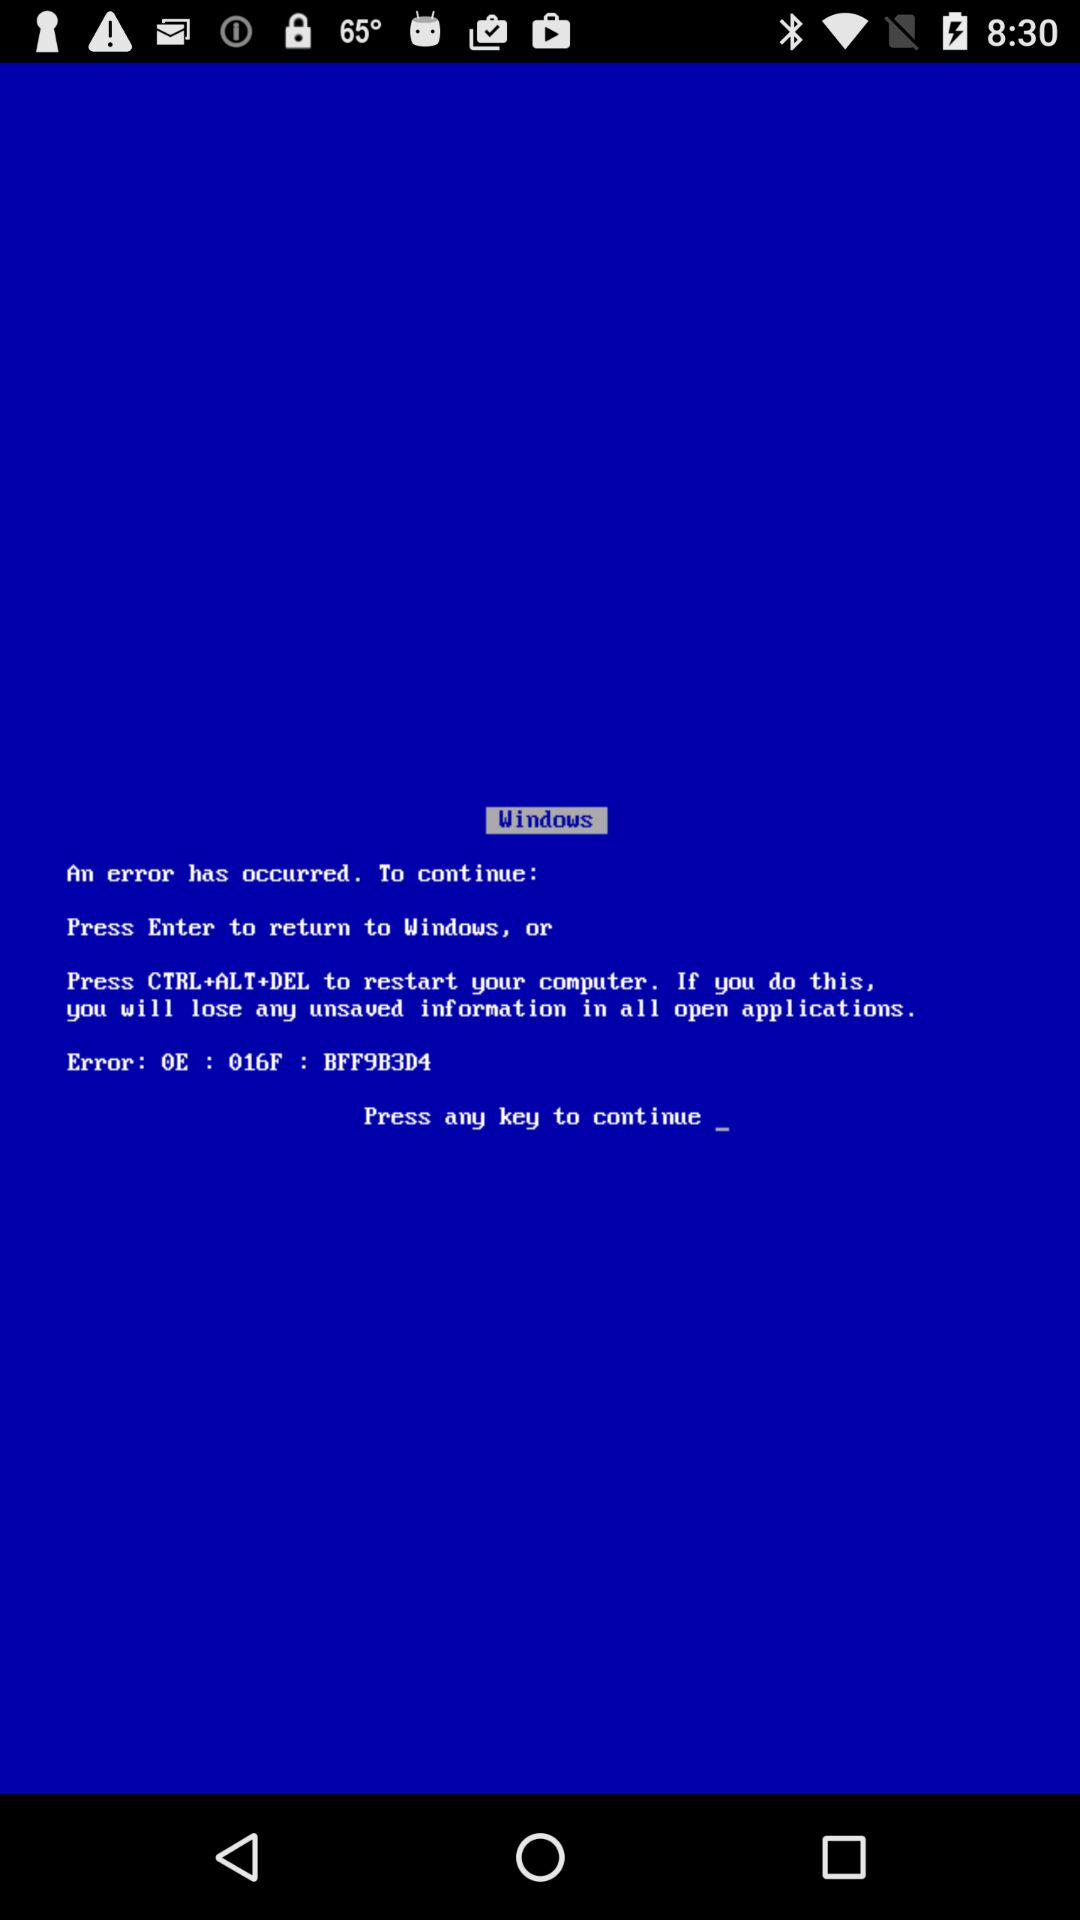 65° 8:30
Windows
An error has occurred. To continue:
Press Enter to return to Windows, or
Press CTRL+ALT+DEL to restart your computer. If you do this,
you will lose any unsaved information in all open applications.
Error: 0E : 016F : BFF9B3D4
Press any key to continue _